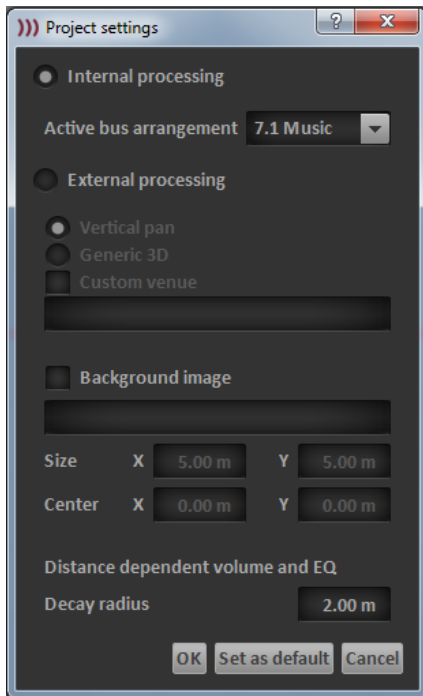 Project settings
?
Internal processing
Active bus arrangement 7.1 Music
External processing
Vertical pan
Generic 3D
Custom venue
Background image
Size X 5.00 m Y 5.00 m
Center X 0.00 m Y 0.00 m
Distance dependent volume and EQ
Decay radius 2.00 m
OK Set as default Cancel